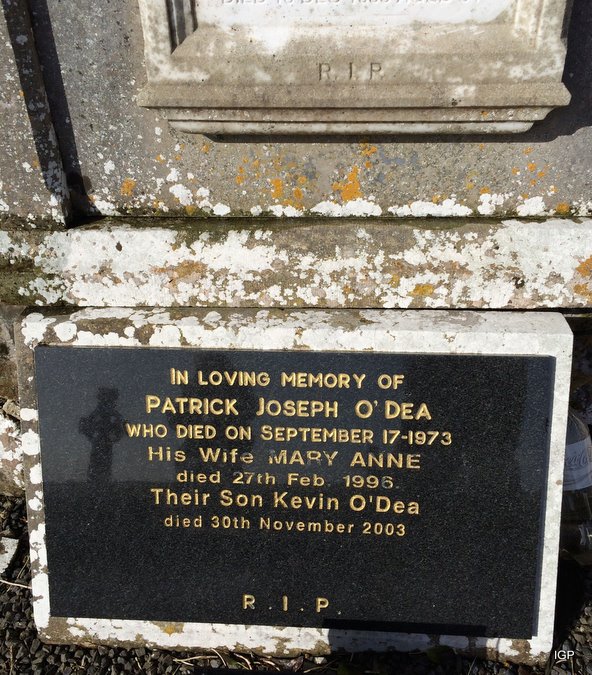 R.I.P.
IN LOVING MEMORY OF
PATRICK JOSEPH O'DEA
WHO DIED ON SEPTEMBER 17-1973
His Wife MARY ANNE
died 27th Feb. 1996.
Their Son Kevin O'Dea
died 30th November 2003
R.I.P.
IGP